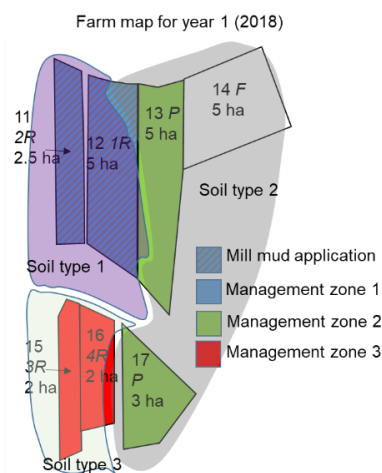 Farm map for year 1 (2018)
14 F
5 ha
13 P
5 ha
11
2R
2.5 ha
12 1R
5 ha
Soil type 2
Soil type 1
Mill mud application
Management zone 1
Management zone 2
Management zone 3
15
3R
2 ha
16
4R
2 ha
17
P
3 ha
Soil type 3